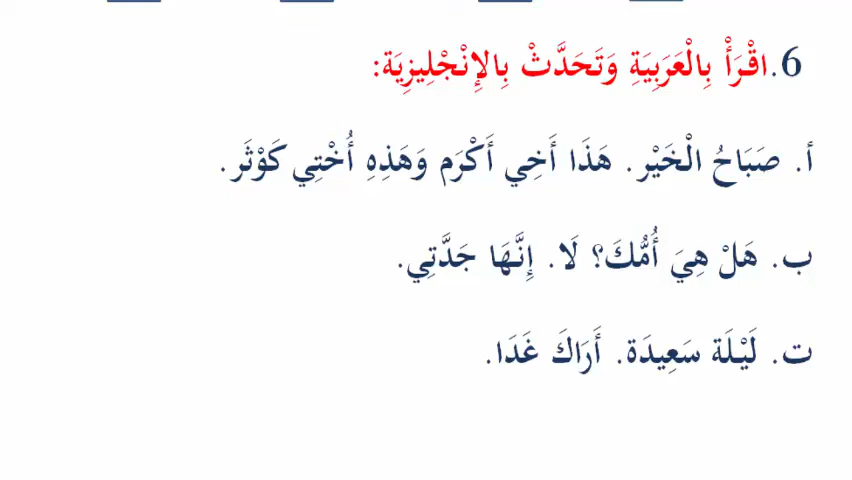 6. اقْرَأْ بِالْعَرَبِيَةِ وَتَحَدَّثْ بِالإِنْجْلِيزِيَة:
أ. صَبَاحُ الْخَيْر. هَذَا أَخِي أَكْرَم وَهَذِهِ أُخْتِي كَوْثَر.
ب. هَلْ هِيَ أُمُّكَ؟ لَا. إِنَّهَا جَدَّتِي.
ت. لَيْلَة سَعِيدَة. أَرَاكَ غَدَا.